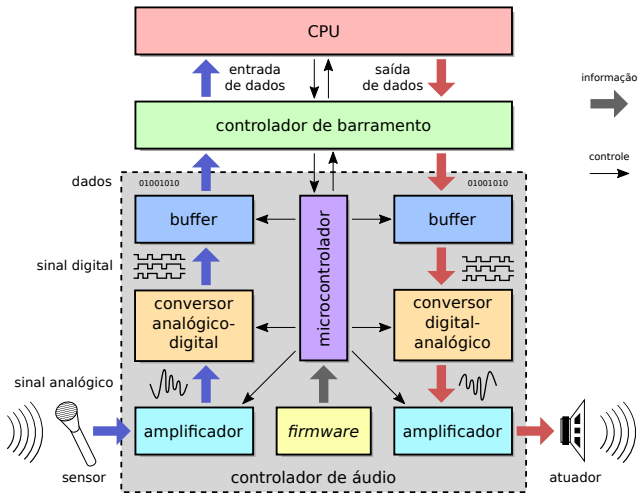 CPU
entrada
de dados
saída
de dados
informação
controlador de barramento
controle
dados
01001010
01001010
buffer
microcontrolador
buffer
sinal digital
conversor
analógico-
digital
conversor
digital-
analógico
sinal analógico
amplificador
firmware
amplificador
sensor
controlador de áudio
atuador